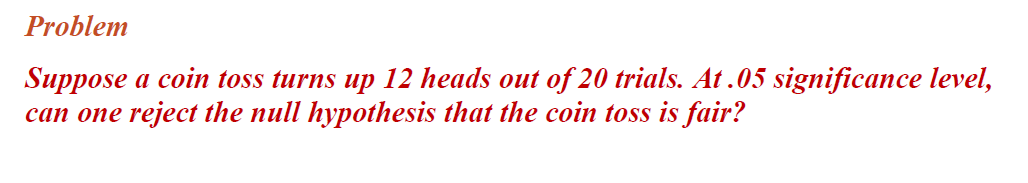 Problem
Suppose a coin toss turns up 12 heads out of 20 trials. At .05 significance level,
can one reject the null hypothesis that the coin toss is fair?